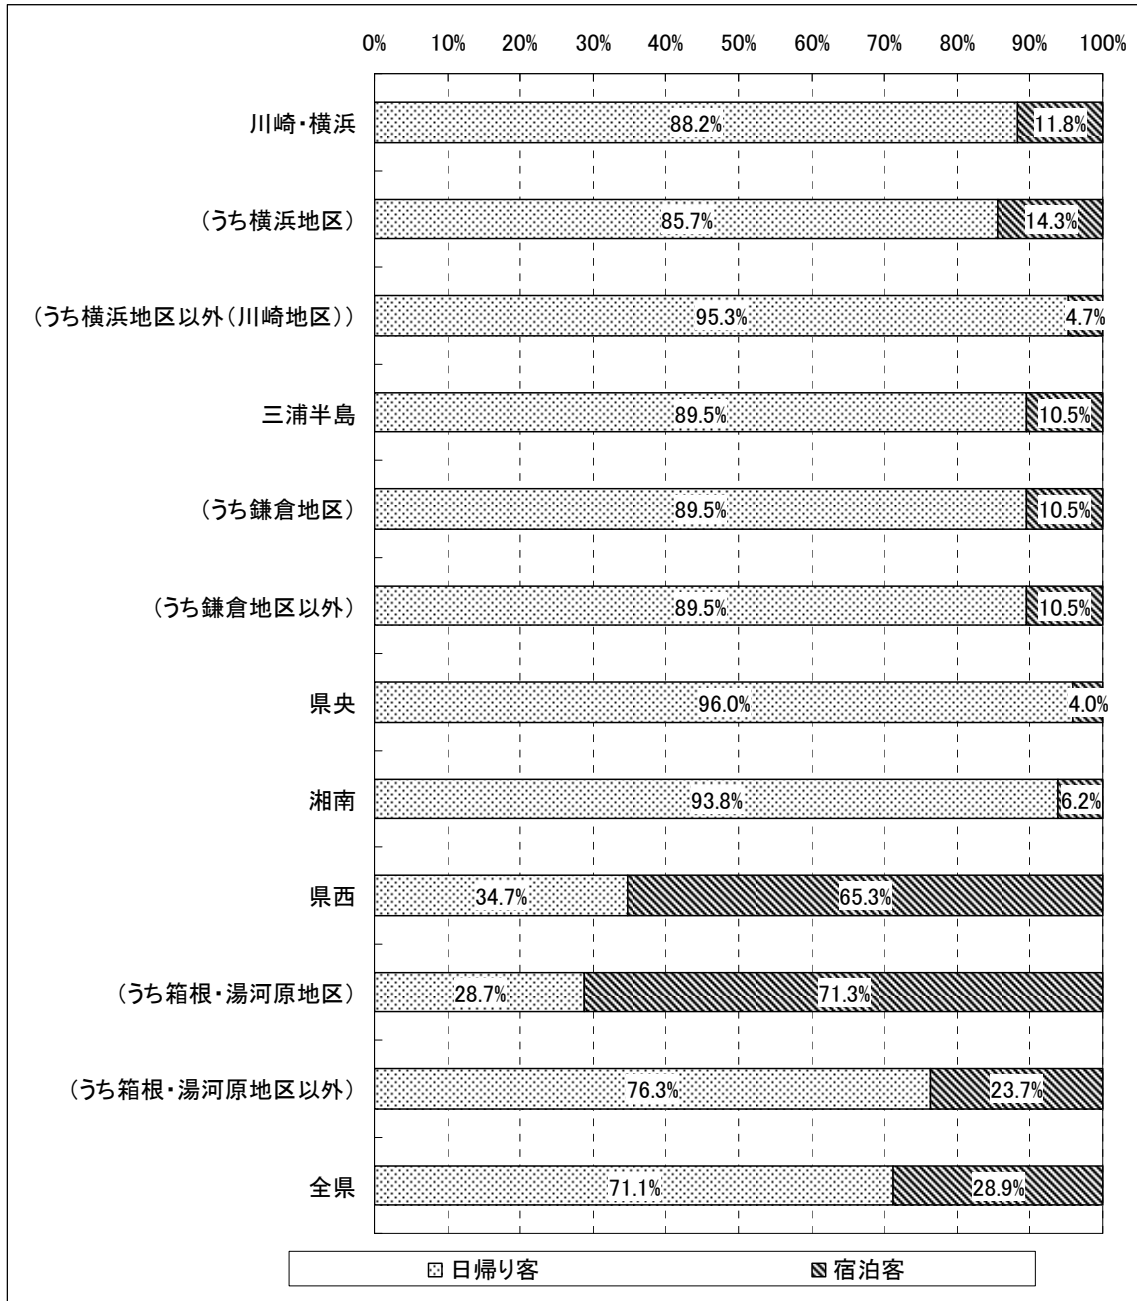 0% 10% 20% 30% 40% 50% 60% 70% 80% 90% 100%
川崎・横浜 88.2% 11.8%
(うち横浜地区) 85.7% 14.3%
(うち横浜地区以外(川崎地区)) 95.3% 4.7%
三浦半島 89.5% 10.5%
(うち鎌倉地区) 89.5% 10.5%
(うち鎌倉地区以外) 89.5% 10.5%
県央 96.0% 4.0%
湘南 93.8% 6.2%
県西 34.7% 65.3%
(うち箱根・湯河原地区) 28.7% 71.3%
(うち箱根・湯河原地区以外) 76.3% 23.7%
全県 71.1% 28.9%
日帰り客 宿泊客